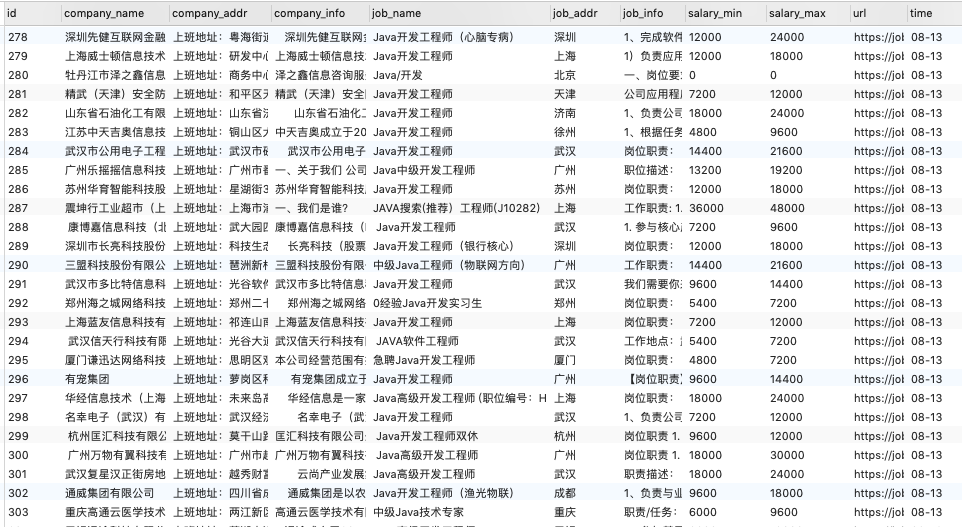 id company_name company_addr company_info job_name job_addr job_info salary_min salary_max url time
278 深圳先健互联网金融 上班地址：粤海街道 深圳先健互联网 Java开发工程师（心脑专病） 深圳 1、完成软件 12000 24000 https://job 08-13
279 上海威士顿信息技术 上班地址：研发中心 上海威士顿信息 Java开发工程师 上海 1）负责应用 12000 18000 https://job 08-13
280 牡丹江市泽之鑫信息 上班地址：商务中心 泽之鑫信息咨询服 Java/开发 北京 一、岗位要 0 0 https://job 08-13
281 精武（天津）安全防 上班地址：和平区 精武（天津）安全 Java开发工程师 天津 公司应用程 7200 12000 https://job 08-13
282 山东省石油化工有限 上班地址：山东省 山东省石油化工 Java开发工程师 济南 1、负责公司 18000 24000 https://job 08-13
283 江苏中天吉奥信息技 上班地址：铜山区 中天吉奥成立于20 Java开发工程师 徐州 1、根据任务 4800 9600 https://job 08-13
284 武汉市公用电子工程 上班地址：武汉市 武汉市公用电子 Java开发工程师 武汉 岗位职责： 14400 21600 https://job 08-13
285 广州乐摇摇信息科技 上班地址：广州市 一、关于我们 公司 Java中级开发工程师 广州 职位描述： 13200 19200 https://job 08-13
286 苏州华育智能科技股 上班地址：星湖街3 苏州华育智能科技 Java开发工程师 苏州 岗位职责： 12000 18000 https://job 08-13
287 震坤行工业超市（上 上班地址：上海市 一、我们是谁? JAVA搜索(推荐）工程师(J10282) 上海 工作职责: 1. 36000 48000 https://job 08-13
288 康博嘉信息科技（北 上班地址：武大园 康博嘉信息科技（ Java开发工程师 武汉 1. 参与核心 7200 9600 https://job 08-13
289 深圳市长亮科技股份 上班地址：科技生态 长亮科技（股票 Java开发工程师（银行核心） 深圳 岗位职责： 12000 18000 https://job 08-13
290 三盟科技股份有限公 上班地址：琶洲新村 三盟科技股份有限 中级Java工程师（物联网方向） 广州 工作职责： 14400 21600 https://job 08-13
291 武汉市多比特信息科 上班地址：光谷软件 武汉市多比特信息 Java开发工程师 武汉 我们需要你 9600 14400 https://job 08-13
292 郑州海之城网络科技 上班地址：郑州二十 郑州海之城网络 0经验Java开发实习生 郑州 岗位职责： 5400 7200 https://job 08-13
293 上海蓝友信息科技有 上班地址：祁连山南 上海蓝友信息科技 Java开发工程师 上海 岗位职责： 7200 12000 https://job 08-13
294 武汉信天行科技有限 上班地址：光谷大道 武汉信天行科技有 JAVA软件工程师 武汉 工作地点： 5400 7200 https://job 08-13
295 厦门谦迅达网络科技 上班地址：思明区 本公司经营范围有 急聘Java开发工程师 厦门 岗位职责： 4800 7200 https://job 08-13
296 有宠集团 上班地址：萝岗区 有宠集团成立于 Java开发工程师 广州 【岗位职责】 9600 14400 https://job 08-13
297 华经信息技术（上海 上班地址：未来岛 华经信息是一家 Java高级开发工程师 (职位编号：H 上海 岗位职责： 18000 24000 https://job 08-13
298 名幸电子（武汉）有 上班地址：武汉经 名幸电子（武 Java开发工程师 武汉 1、负责公司 7200 12000 https://job 08-13
299 杭州匡汇科技有限公 上班地址：莫干山路 匡汇科技有限公司 Java开发工程师双休 杭州 岗位职责 1. 9600 12000 https://job 08-13
300 广州万物有翼科技有 上班地址：广州市 广州万物有翼科技 Java高级开发工程师 广州 岗位职责 1. 18000 30000 https://job 08-13
301 武汉复星汉正街房地 上班地址：越秀财富 云尚产业发展 Java高级开发工程师 武汉 职责描述： 18000 24000 https://job 08-13
302 通威集团有限公司 上班地址：四川省成 通威集团是以农 Java开发工程师（渔光物联） 成都 1、负责与业 9600 18000 https://job 08-13
303 重庆高通云医学技术 上班地址：两江新区 高通云医学技术 中级Java技术专家 重庆 职责/任务： 6000 9600 https://job 08-13